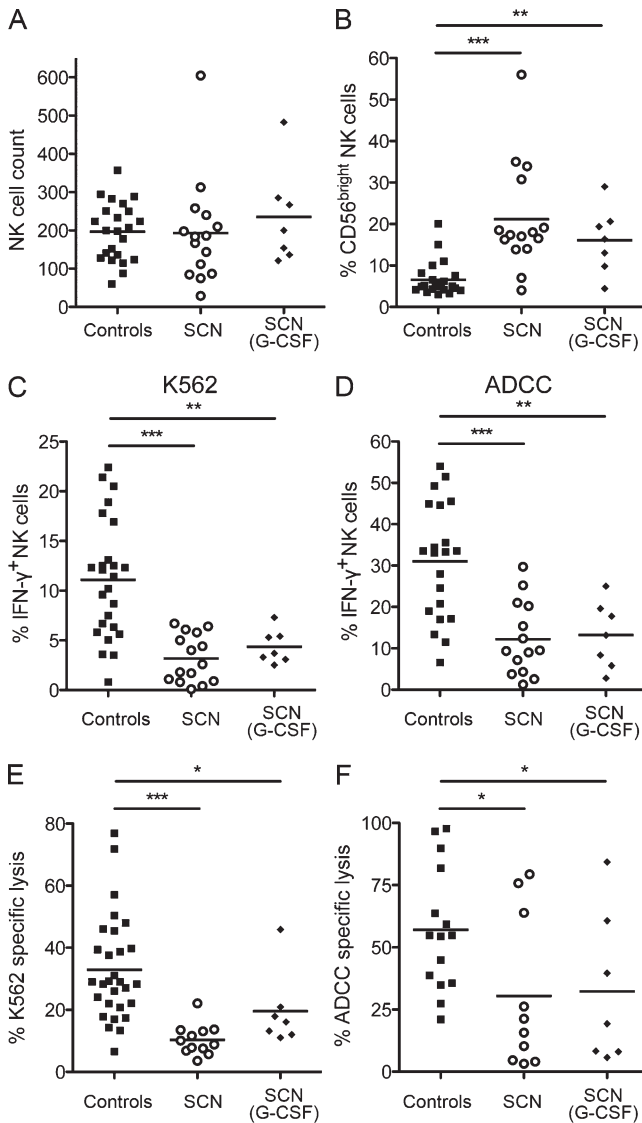 A
NK cell count
600
500
400
300
200
100
0
Controls
SCN
SCN
(G-CSF)
B
**
***
% CD56bright NK cells
60
50
40
30
20
10
0
Controls
SCN
SCN
(G-CSF)
C
K562
**
***
% IFN-γ+NK cells
25
20
15
10
5
0
Controls
SCN
SCN
(G-CSF)
D
ADCC
**
***
% IFN-γ+NK cells
60
50
40
30
20
10
0
Controls
SCN
SCN
(G-CSF)
E
*
***
% K562 specific lysis
80
60
40
20
0
Controls
SCN
SCN
(G-CSF)
F
*
*
% ADCC specific lysis
100
75
50
25
0
Controls
SCN
SCN
(G-CSF)